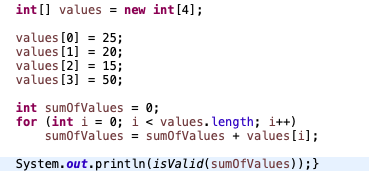 int[] values = new int[4];
values[0] = 25;
values[1] = 20;
values[2] = 15;
values[3] = 50;
int sumOfValues = 0;
for (int i = 0; i < values.length; i++)
sumOfValues = sumOfValues + values[i];
System.out.println(isValid(sumOfValues));}